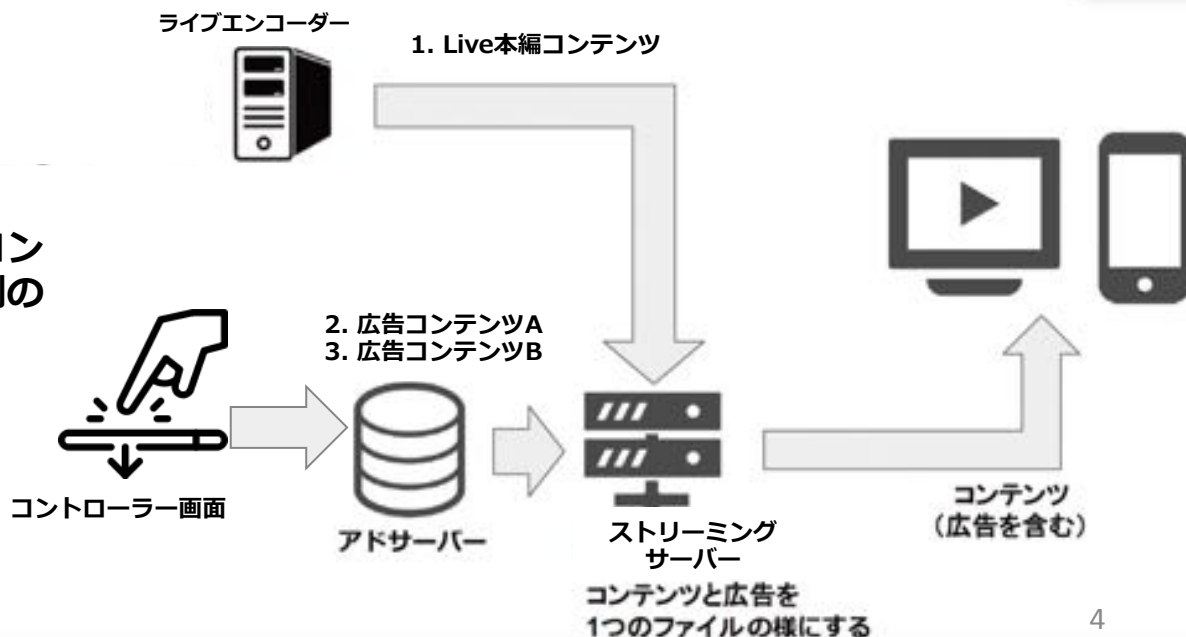 ライブエンコーダー
1. Live本編コンテンツ
コン
の
2. 広告コンテンツA
3. 広告コンテンツB
コントローラー画面
アドサーバー
ストリーミング
サーバー
コンテンツと広告を
1つのファイルの様にする
コンテンツ
（広告を含む）
4